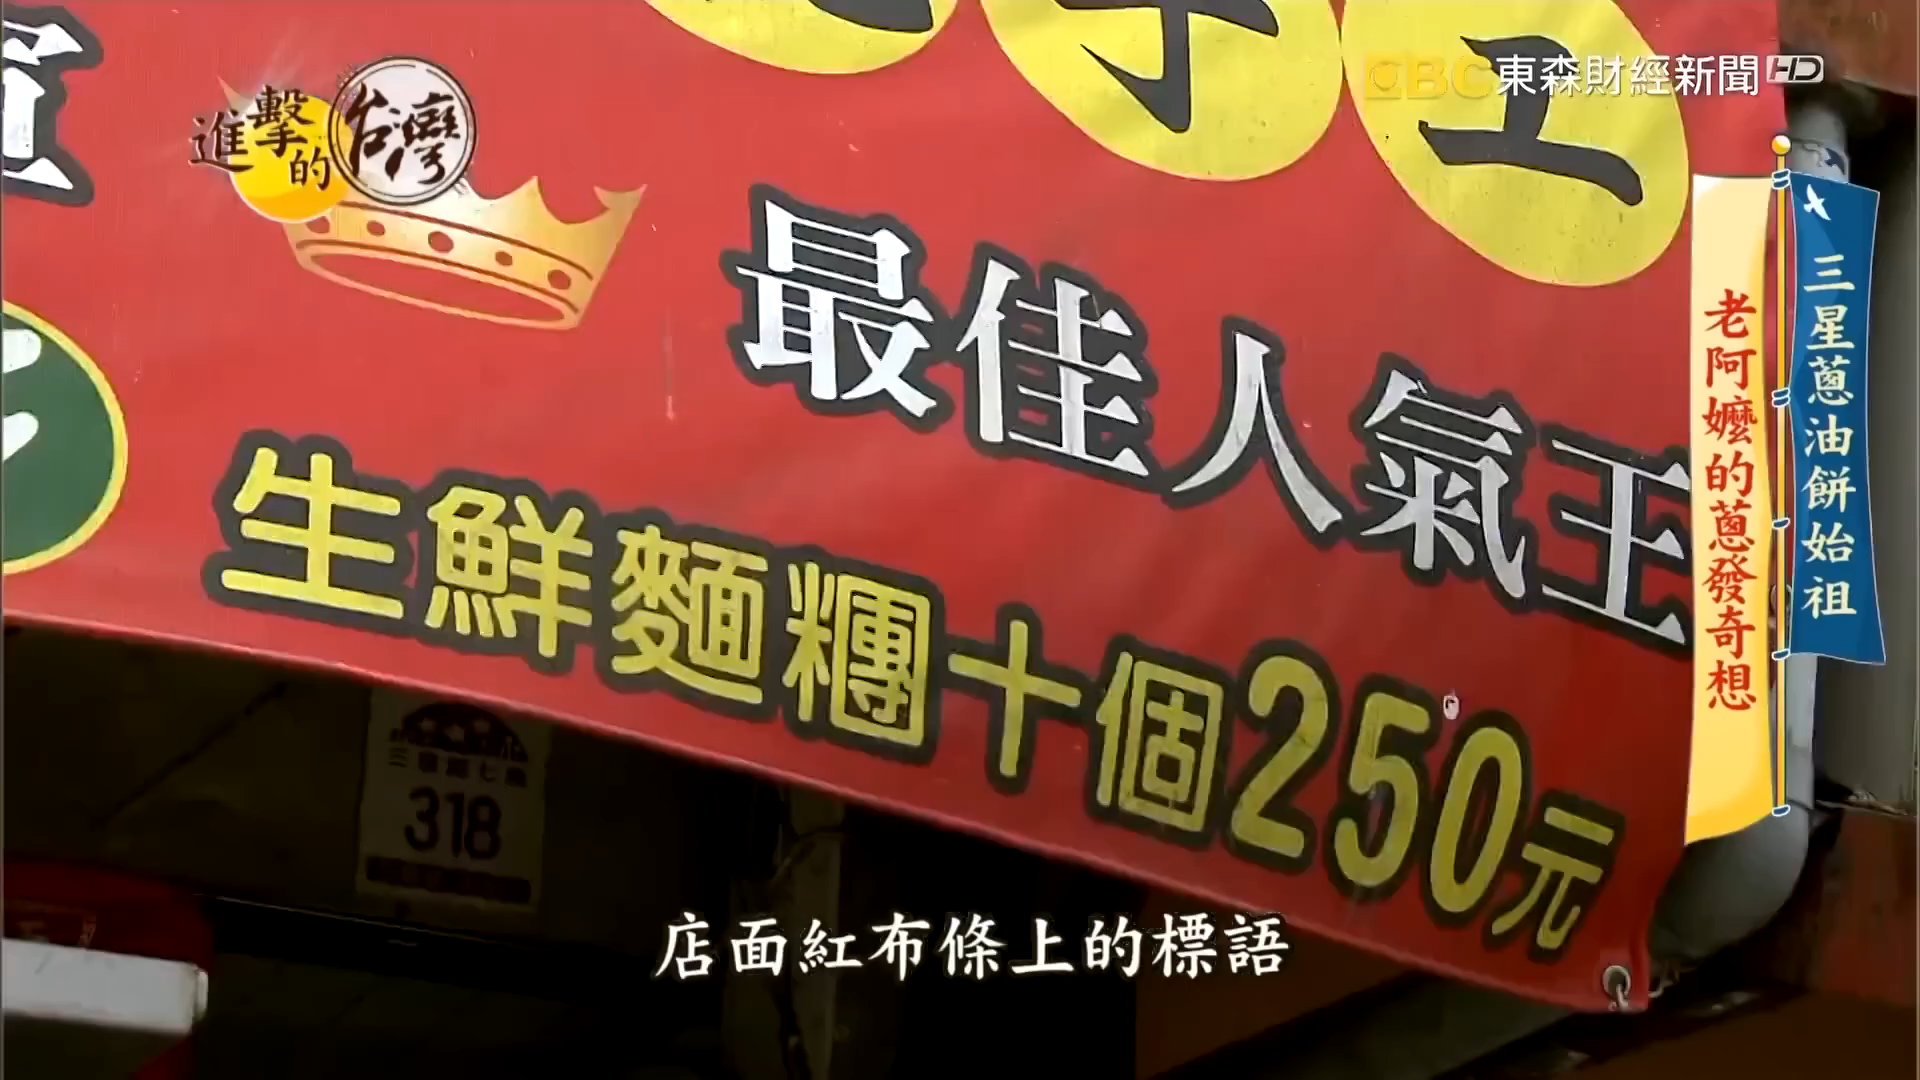 進擊的台灣
EBC 東森財經新聞 HD
手工
最佳人氣王
生鮮麵糰十個250元
318
三星蔥油餅始祖
老阿嬤的蔥發奇想
店面紅布條上的標語